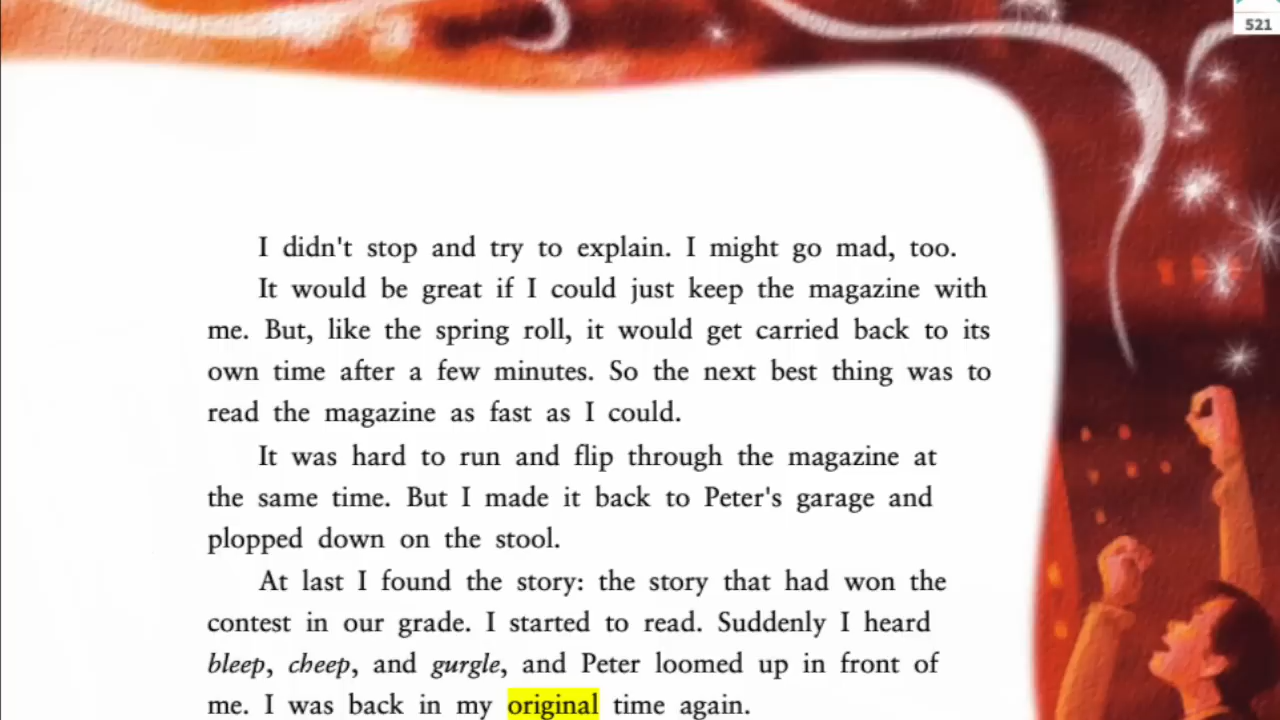 521
I didn't stop and try to explain. I might go mad, too.
It would be great if I could just keep the magazine with
me. But, like the spring roll, it would get carried back to its
own time after a few minutes. So the next best thing was to
read the magazine as fast as I could.
It was hard to run and flip through the magazine at
the same time. But I made it back to Peter's garage and
plopped down on the stool.
At last I found the story: the story that had won the
contest in our grade. I started to read. Suddenly I heard
bleep, cheep, and gurgle, and Peter loomed up in front of
me. I was back in my original time again.